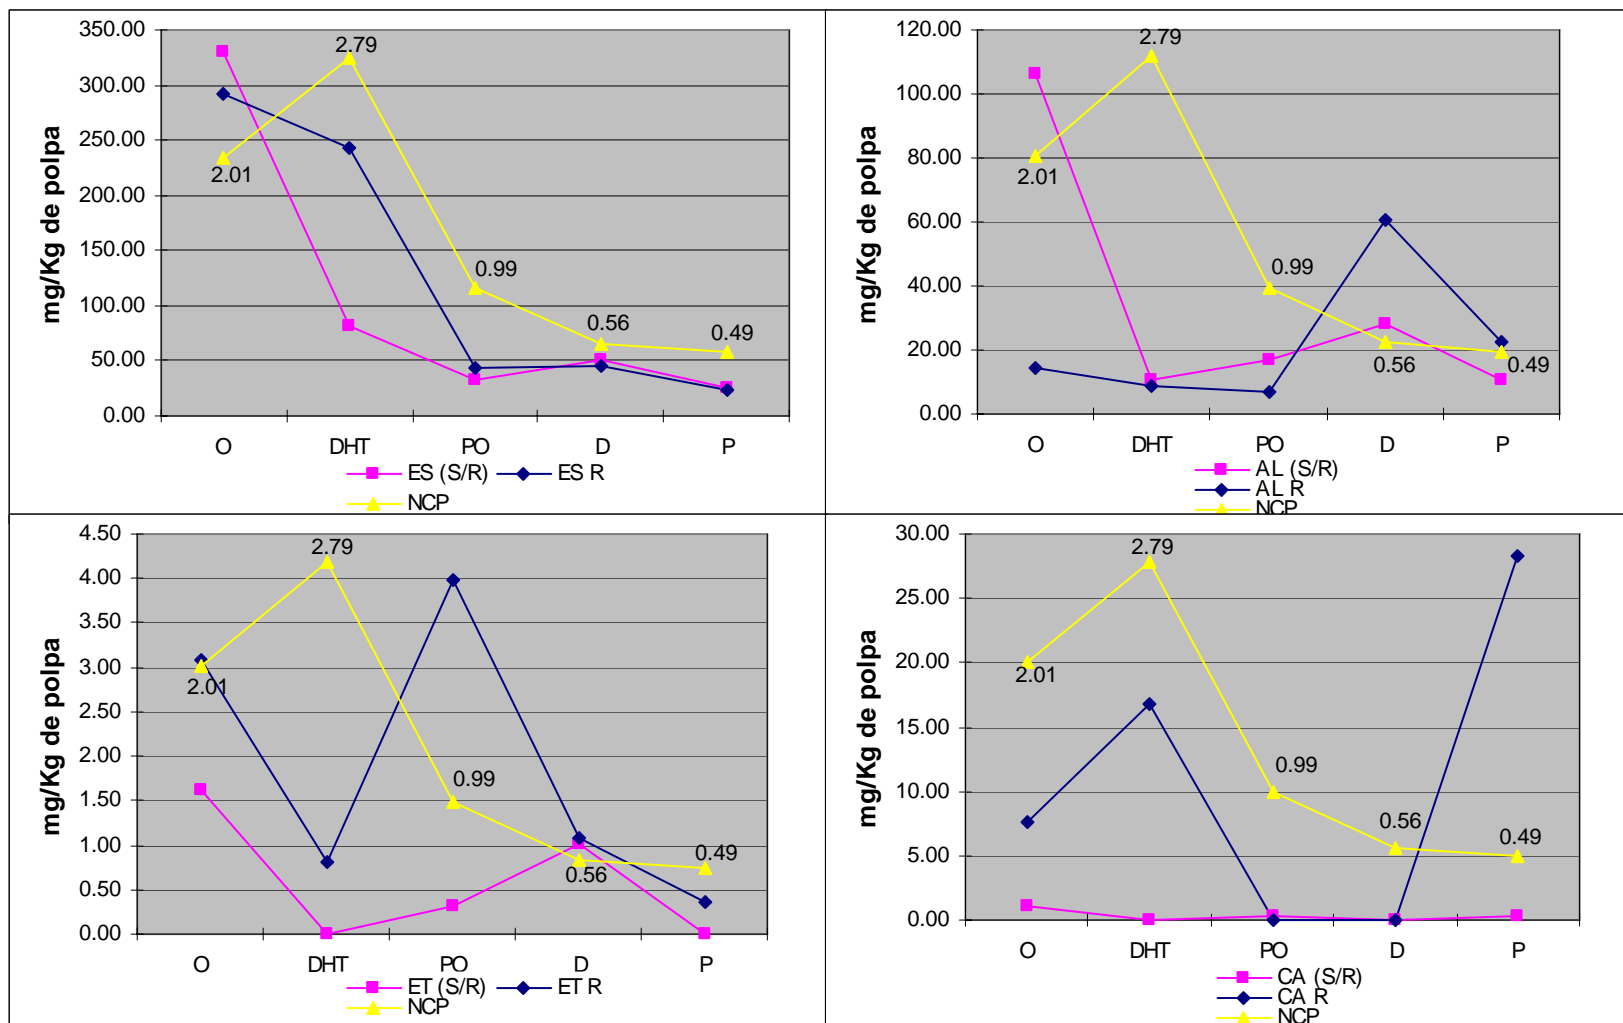 350.00
300.00
250.00
200.00
150.00
100.00
50.00
0.00
mg/Kg de polpa
2.01
2.79
0.99
0.56
0.49
O DHT PO D P
ES (S/R) ES R
NCP
120.00
100.00
80.00
60.00
40.00
20.00
0.00
mg/Kg de polpa
2.01
2.79
0.99
0.56
0.49
O DHT PO D P
AL (S/R)
AL R
NCP
4.50
4.00
3.50
3.00
2.50
2.00
1.50
1.00
0.50
0.00
mg/Kg de polpa
2.01
2.79
0.99
0.56
0.49
O DHT PO D P
ET (S/R) ET R
NCP
30.00
25.00
20.00
15.00
10.00
5.00
0.00
mg/Kg de polpa
2.01
2.79
0.99
0.56
0.49
O DHT PO D P
CA (S/R)
CA R
NCP